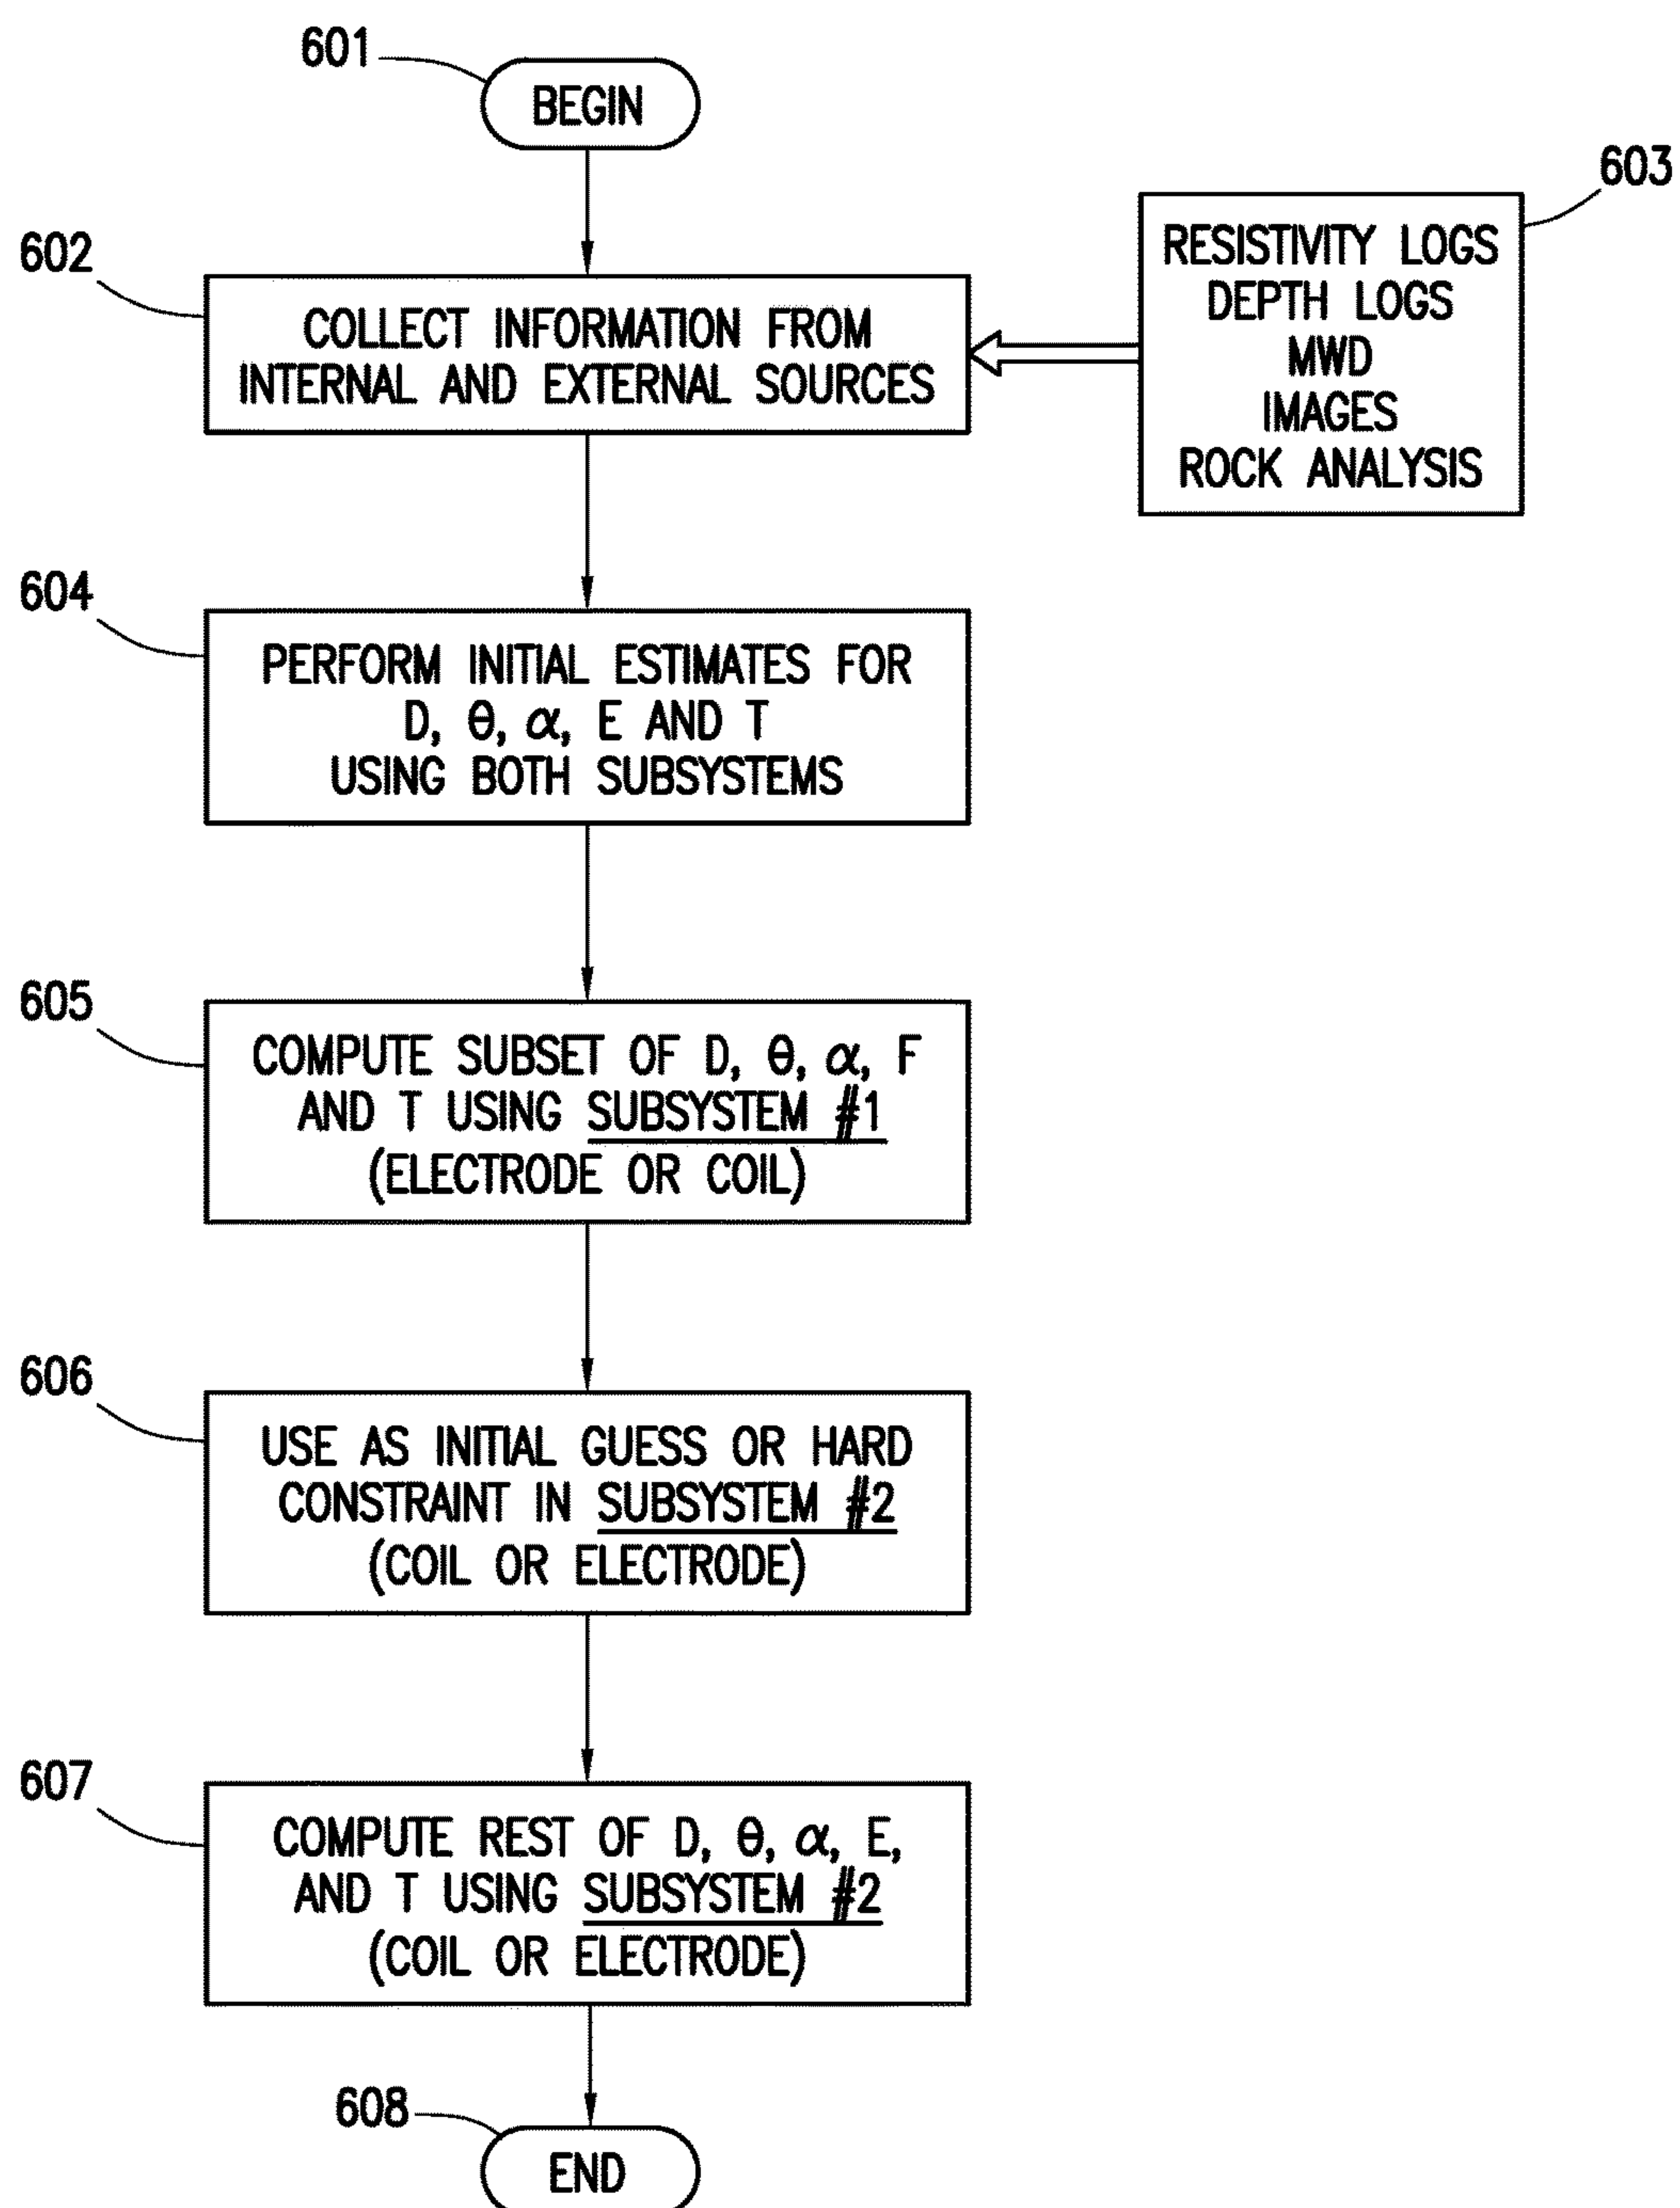 601
BEGIN
602
COLLECT INFORMATION FROM
INTERNAL AND EXTERNAL SOURCES
603
RESISTIVITY LOGS
DEPTH LOGS
MWD
IMAGES
ROCK ANALYSIS
604
PERFORM INITIAL ESTIMATES FOR
D, θ, α, E AND T
USING BOTH SUBSYSTEMS
605
COMPUTE SUBSET OF D, θ, α, F
AND T USING SUBSYSTEM #1
(ELECTRODE OR COIL)
606
USE AS INITIAL GUESS OR HARD
CONSTRAINT IN SUBSYSTEM #2
(COIL OR ELECTRODE)
607
COMPUTE REST OF D, θ, α, E,
AND T USING SUBSYSTEM #2
(COIL OR ELECTRODE)
608
END